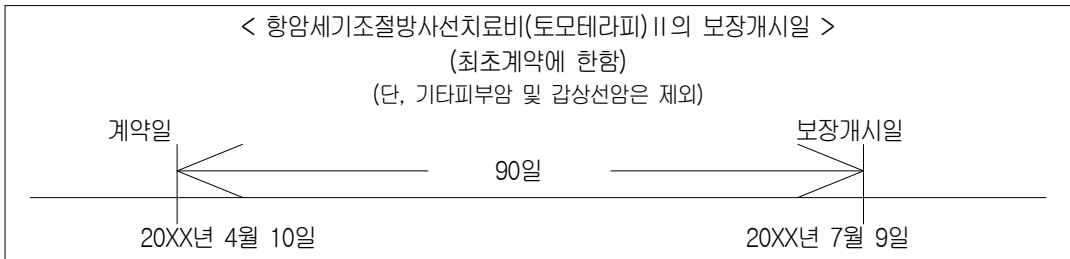 < 항암세기조절방사선치료비(토모테라피)Ⅱ의 보장개시일 >
(최초계약에 한함)
(단, 기타피부암 및 갑상선암은 제외)
계약일 보장개시일
90일
20XX년 4월 10일 20XX년 7월 9일